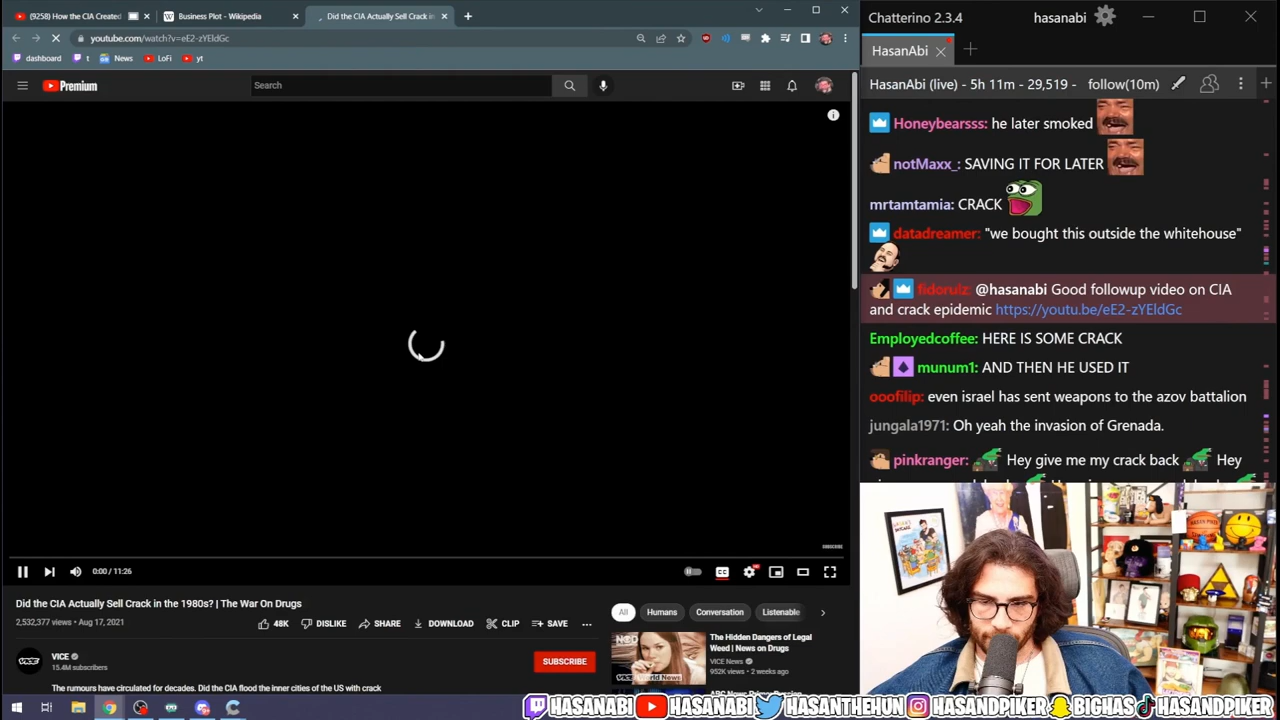 (9258) How the CIA Created
Business Plot - Wikipedia
Did the CIA Actually Sell Crack in
youtube.com/watch?v=eE2-zYEldGc
dashboard
t
News
LoFi
yt
Premium
Search
0:00 / 11:26
CC
SUBSCRIBE
Did the CIA Actually Sell Crack in the 1980s? | The War On Drugs
2,532,377 views • Aug 17, 2021
48K
DISLIKE
SHARE
DOWNLOAD
CLIP
SAVE
VICE
15.4M subscribers
SUBSCRIBE
The rumours have circulated for decades. Did the CIA flood the inner cities of the US with crack
All
Humans
Conversation
Listenable
The Hidden Dangers of Legal
Weed | News on Drugs
VICE News
952K views • 2 weeks ago
Chatterino 2.3.4
hasanabi
HasanAbi
HasanAbi (live) - 5h 11m - 29,519 -
follow(10m)
Honeybearsss: he later smoked
notMaxx_: SAVING IT FOR LATER
mrtamtamia: CRACK
datadreamer: "we bought this outside the whitehouse"
fidorulz: @hasanabi Good followup video on CIA
and crack epidemic https://youtu.be/eE2-zYEldGc
Employedcoffee: HERE IS SOME CRACK
munum1: AND THEN HE USED IT
ooofilip: even israel has sent weapons to the azov battalion
jungala1971: Oh yeah the invasion of Grenada.
pinkranger: Hey give me my crack back Hey
HASANABI
HASANABI
HASANTHEHUN
HASANDPIKER
BIGHAS
HASANDPIKER